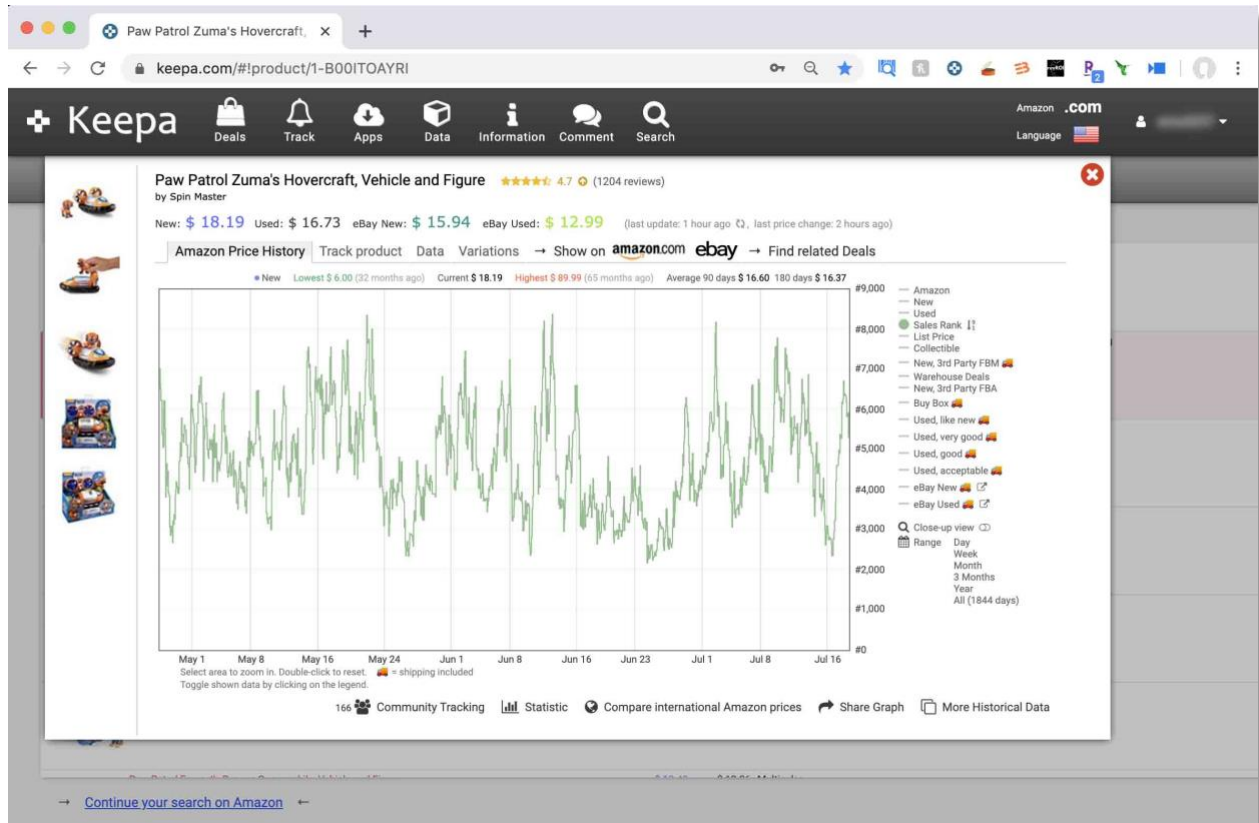 Paw Patrol Zuma's Hovercraft,
keepa.com/#!product/1-B00ITOAYRI
2
Keepa
Deals Track Apps Data Information Comment Search
Amazon .com
Language
Paw Patrol Zuma's Hovercraft, Vehicle and Figure 4.7 (1204 reviews)
by Spin Master
New: $ 18.19 Used: $ 16.73 eBay New: $ 15.94 eBay Used: $ 12.99 (last update: 1 hour ago, last price change: 2 hours ago)
Amazon Price History Track product Data Variations → Show on amazon.com ebay → Find related Deals
New Lowest $ 6.00 (32 months ago) Current $ 18.19 Highest $ 89.99 (65 months ago) Average 90 days $ 16.60 180 days $ 16.37
#9,000
#8,000
#7,000
#6,000
#5,000
#4,000
#3,000
#2,000
#1,000
#0
Amazon
New
Used
Sales Rank
List Price
Collectible
New, 3rd Party FBM
Warehouse Deals
New, 3rd Party FBA
Buy Box
Used, like new
Used, very good
Used, good
Used, acceptable
eBay New
eBay Used
Close-up view
Range Day
Week
Month
3 Months
Year
All (1844 days)
May 1 May 8 May 16 May 24 Jun 1 Jun 8 Jun 16 Jun 23 Jul 1 Jul 8 Jul 16
Select area to zoom in. Double-click to reset. = shipping included
Toggle shown data by clicking on the legend.
166 Community Tracking Statistic Compare international Amazon prices Share Graph More Historical Data
→ Continue your search on Amazon ←